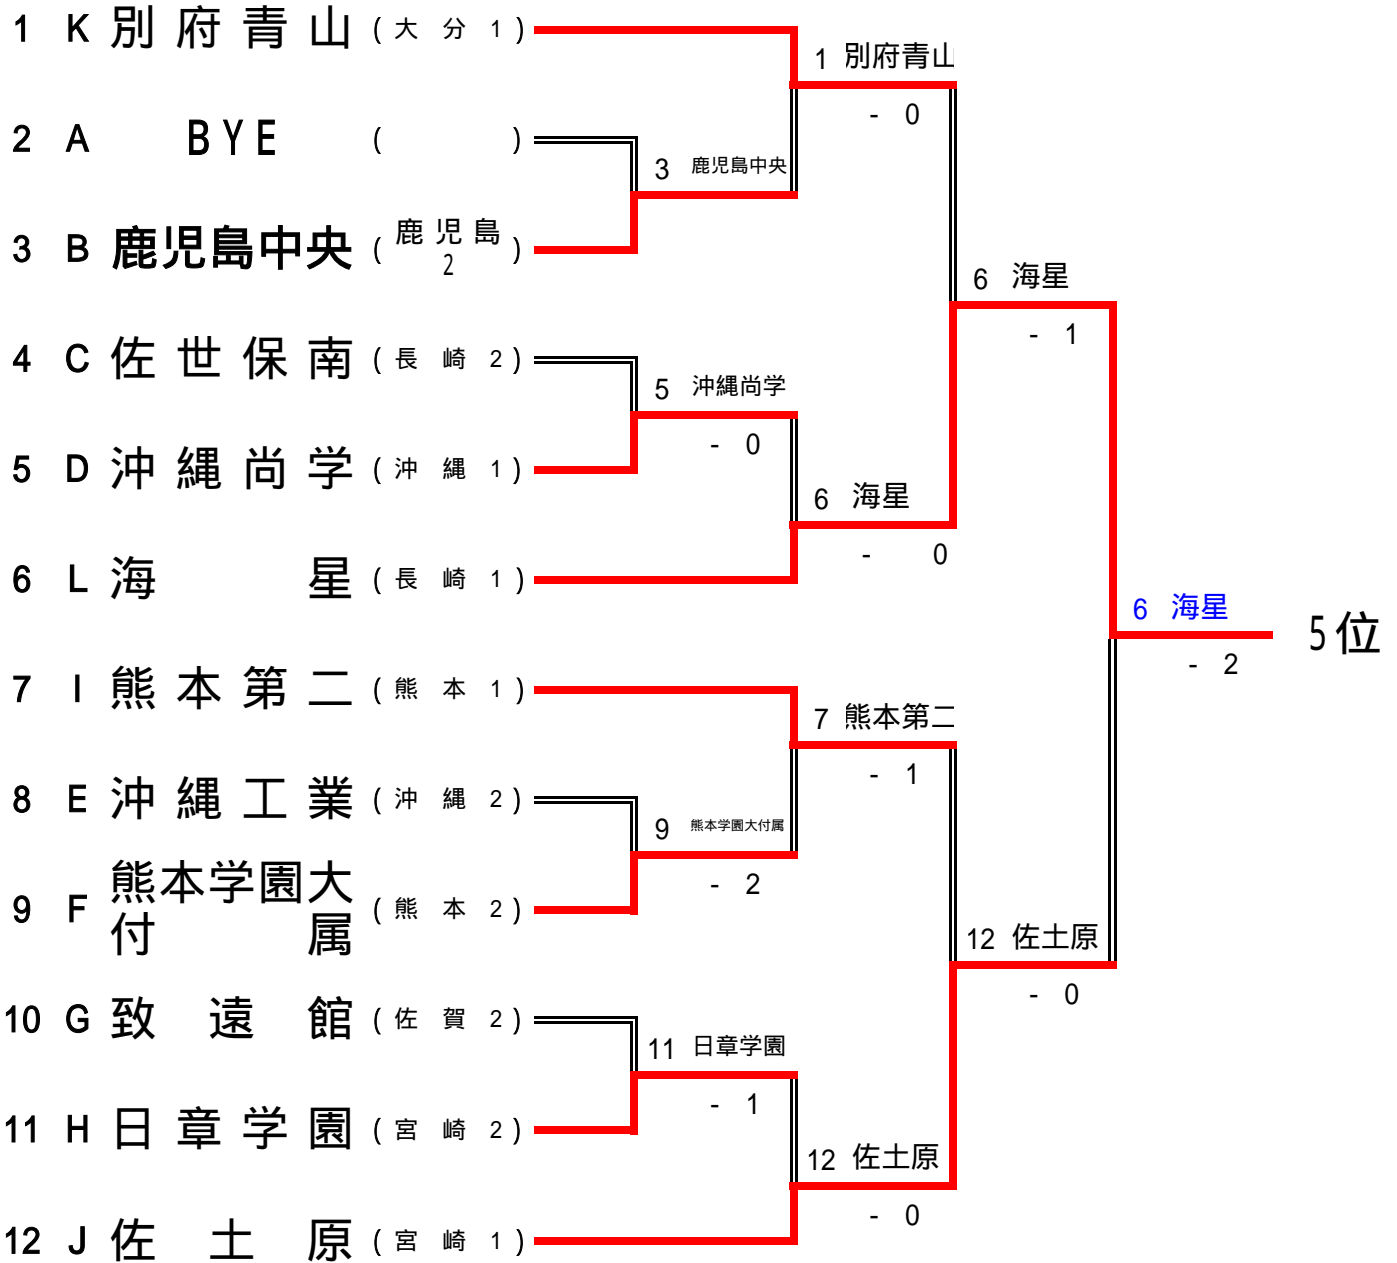 1 K 別府青山 (大分1)
2 A BYE ( )
3 B 鹿児島中央 (鹿児島2)
4 C 佐世保南 (長崎2)
5 D 沖縄尚学 (沖縄1)
6 L 海星 (長崎1)
7 I 熊本第二 (熊本1)
8 E 沖縄工業 (沖縄2)
9 F 熊本学園大
付属 (熊本2)
10 G 致遠館 (佐賀2)
11 H 日章学園 (宮崎2)
12 J 佐土原 (宮崎1)
3 鹿児島中央
5 沖縄尚学
- 0
9 熊本学園大付属
- 2
11 日章学園
- 1
1 別府青山
- 0
6 海星
- 0
7 熊本第二
- 1
12 佐土原
- 0
6 海星
- 1
12 佐土原
- 0
6 海星
- 2
5位